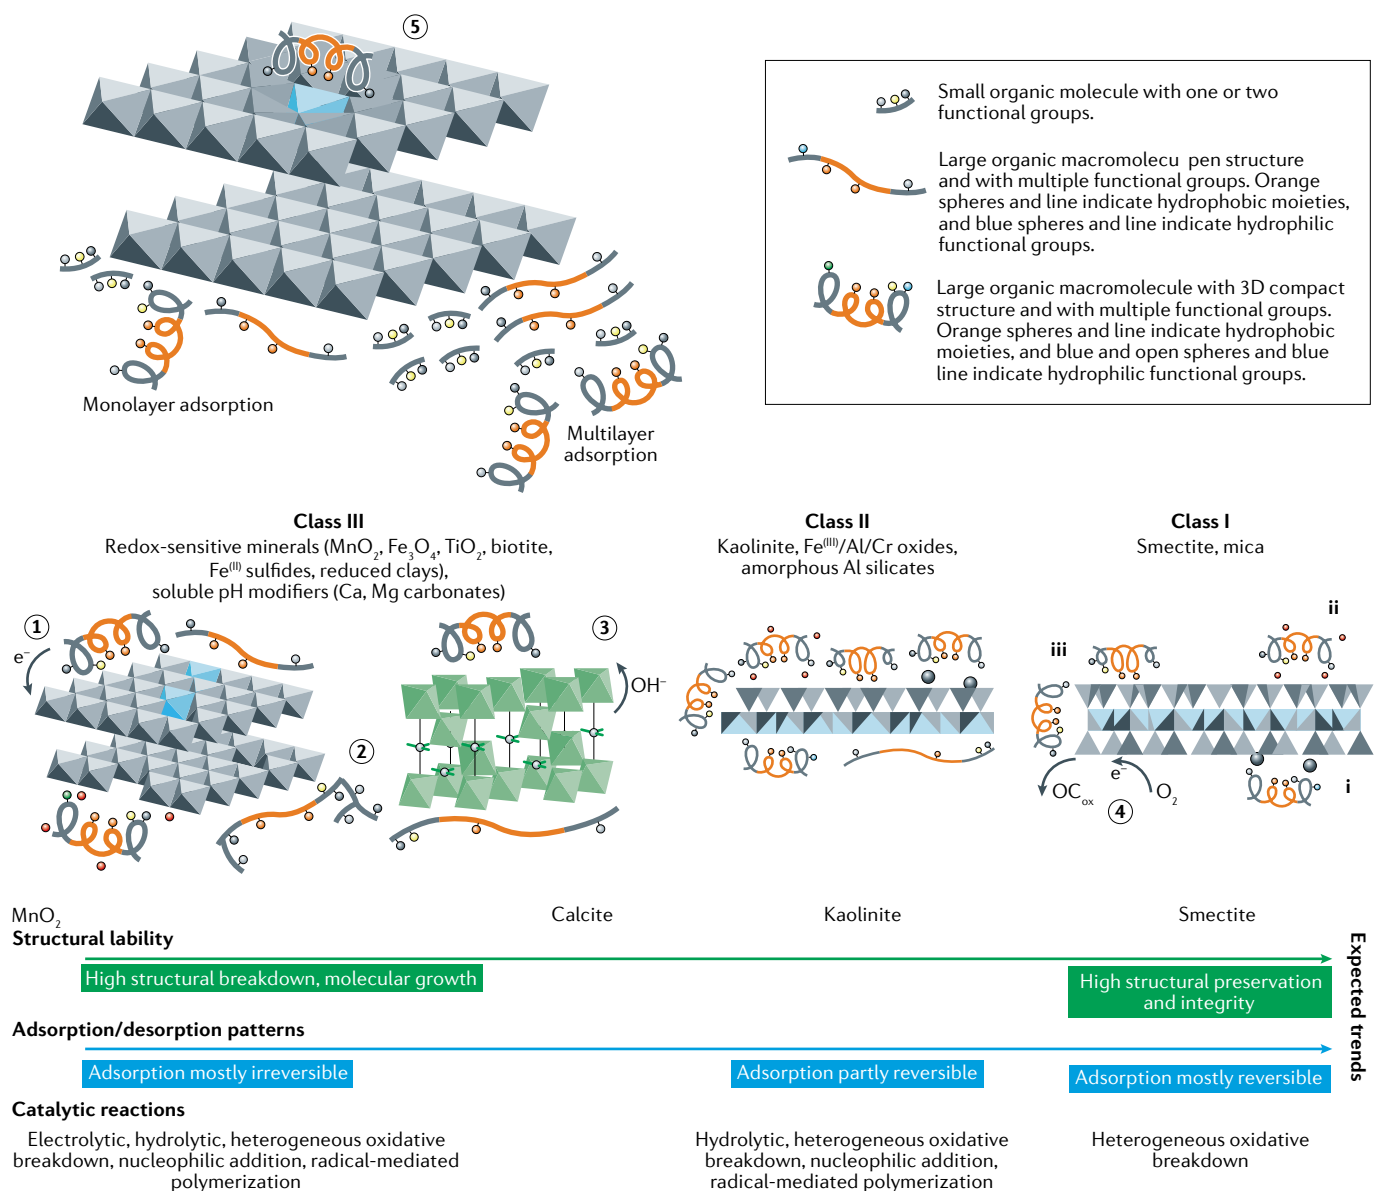 5
Small organic molecule with one or two
functional groups.
Large organic macromolecu pen structure
and with multiple functional groups. Orange
spheres and line indicate hydrophobic moieties,
and blue spheres and line indicate hydrophilic
functional groups.
Large organic macromolecule with 3D compact
structure and with multiple functional groups.
Orange spheres and line indicate hydrophobic
moieties, and blue and open spheres and blue
line indicate hydrophilic functional groups.
Monolayer adsorption
Multilayer
adsorption
Class III
Redox-sensitive minerals (MnO₂, Fe₃O₄, TiO₂, biotite,
Fe⁽ᴵᴵ⁾ sulfides, reduced clays),
soluble pH modifiers (Ca, Mg carbonates)
Class II
Kaolinite, Fe⁽ᴵᴵᴵ⁾/Al/Cr oxides,
amorphous Al silicates
Class I
Smectite, mica
1
e⁻
2
3
OH⁻
ii
iii
i
OCₒₓ
e⁻
O₂
4
MnO₂
Calcite
Kaolinite
Smectite
Structural lability
High structural breakdown, molecular growth
High structural preservation
and integrity
Adsorption/desorption patterns
Adsorption mostly irreversible
Adsorption partly reversible
Adsorption mostly reversible
Expected trends
Catalytic reactions
Electrolytic, hydrolytic, heterogeneous oxidative
breakdown, nucleophilic addition, radical-mediated
polymerization
Hydrolytic, heterogeneous oxidative
breakdown, nucleophilic addition,
radical-mediated polymerization
Heterogeneous oxidative
breakdown